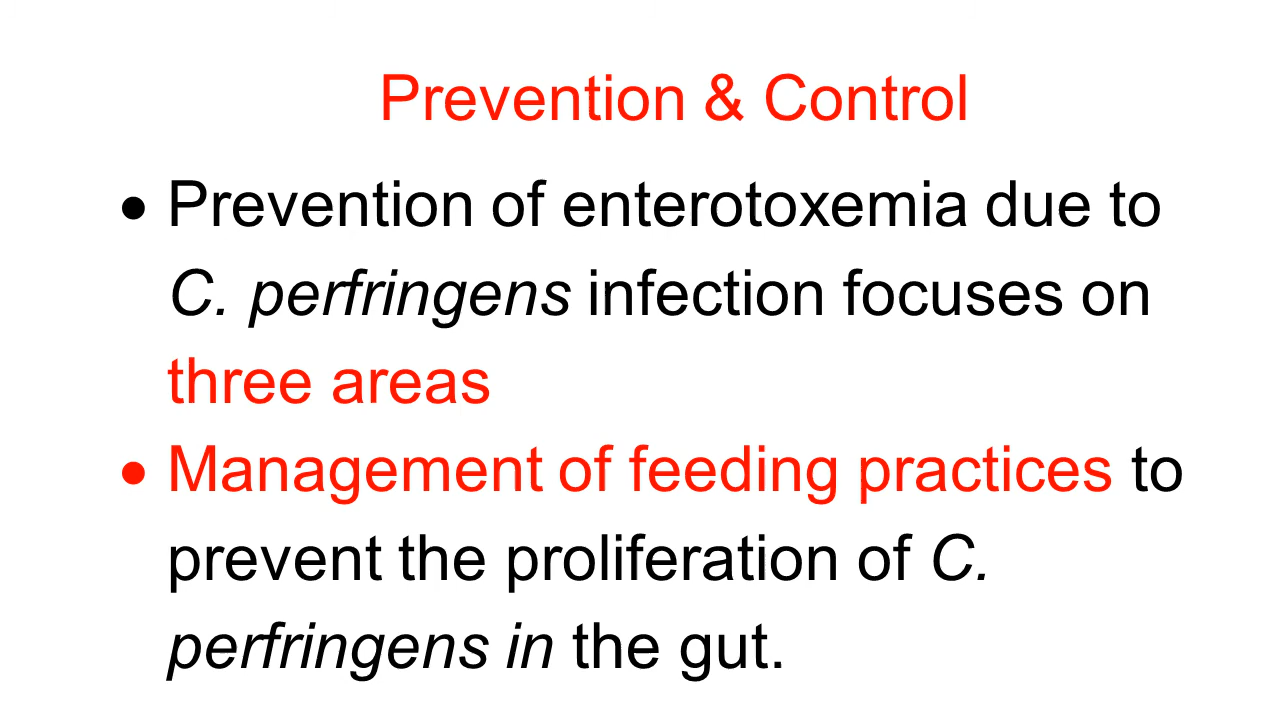 Prevention & Control
• Prevention of enterotoxemia due to
C. perfringens infection focuses on
three areas
• Management of feeding practices to
prevent the proliferation of C.
perfringens in the gut.